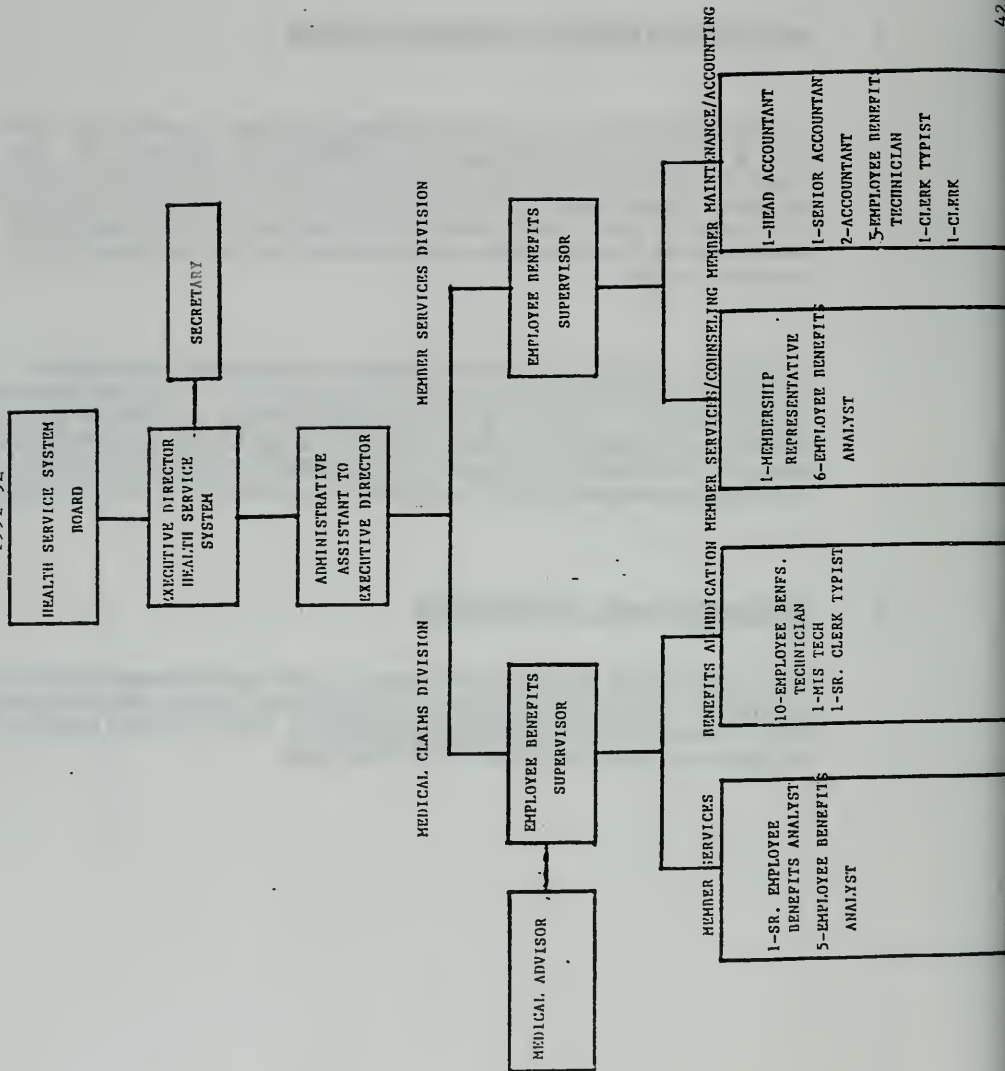 HEALTH SERVICE SYSTEM
BOARD
EXECUTIVE DIRECTOR
HEALTH SERVICE
SYSTEM
SECRETARY
ADMINISTRATIVE
ASSISTANT TO
EXECUTIVE DIRECTOR
MEDICAL CLAIMS DIVISION
MEMBER SERVICES DIVISION
MEDICAL ADVISOR
EMPLOYEE BENEFITS
SUPERVISOR
EMPLOYEE BENEFITS
SUPERVISOR
MEMBER SERVICES
1-SR. EMPLOYEE
BENEFITS ANALYST
5-EMPLOYEE BENEFITS
ANALYST
BENEFITS
10-EMPLOYEE BENFS.
TECHNICIAN
1-MIS TECH
1-SR. CLERK TYPIST
MEMBER SERVICES/COUNSELING
1-MEMBERSHIP
REPRESENTATIVE
6-EMPLOYEE BENEFITS
ANALYST
MEMBER MAINTENANCE/ACCOUNTING
1-HEAD ACCOUNTANT
1-SENIOR ACCOUNTAN
2-ACCOUNTANT
5-EMPLOYEE BENEFITS
TECHNICIAN
1-CLERK TYPIST
1-CLERK
42